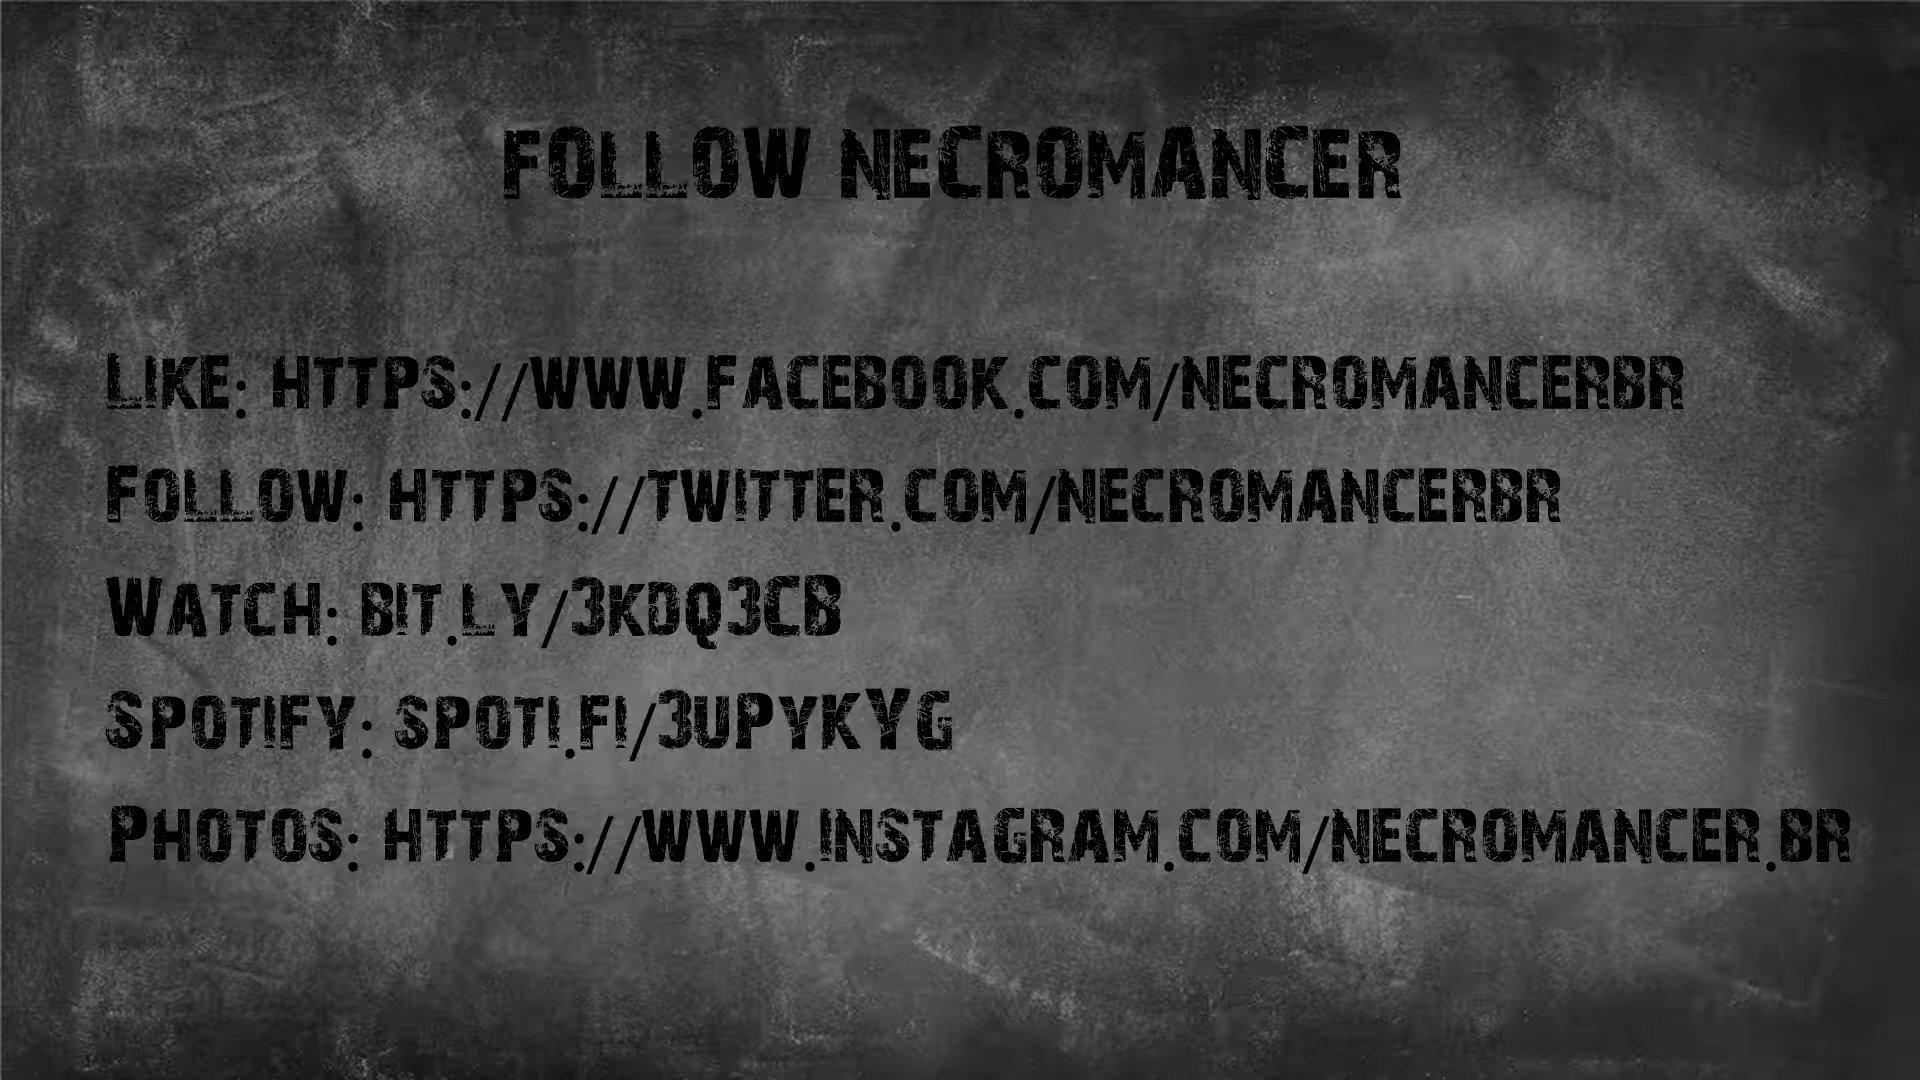 FOLLOW NECROMANCER
Like: https://www.facebook.com/necromancerbr
Follow: https://twitter.com/necromancerbr
Watch: bit.ly/3kdq3CB
Spotify: spoti.fi/3uPykYG
Photos: https://www.instagram.com/necromancer.br